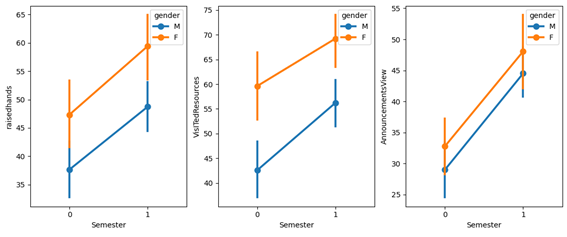 gender
M
F
65
60
55
50
45
40
35
raisedhands
0
1
Semester
gender
M
F
75
70
65
60
55
50
45
40
VisITedResources
0
1
Semester
gender
M
F
55
50
45
40
35
30
25
AnnouncementsView
0
1
Semester